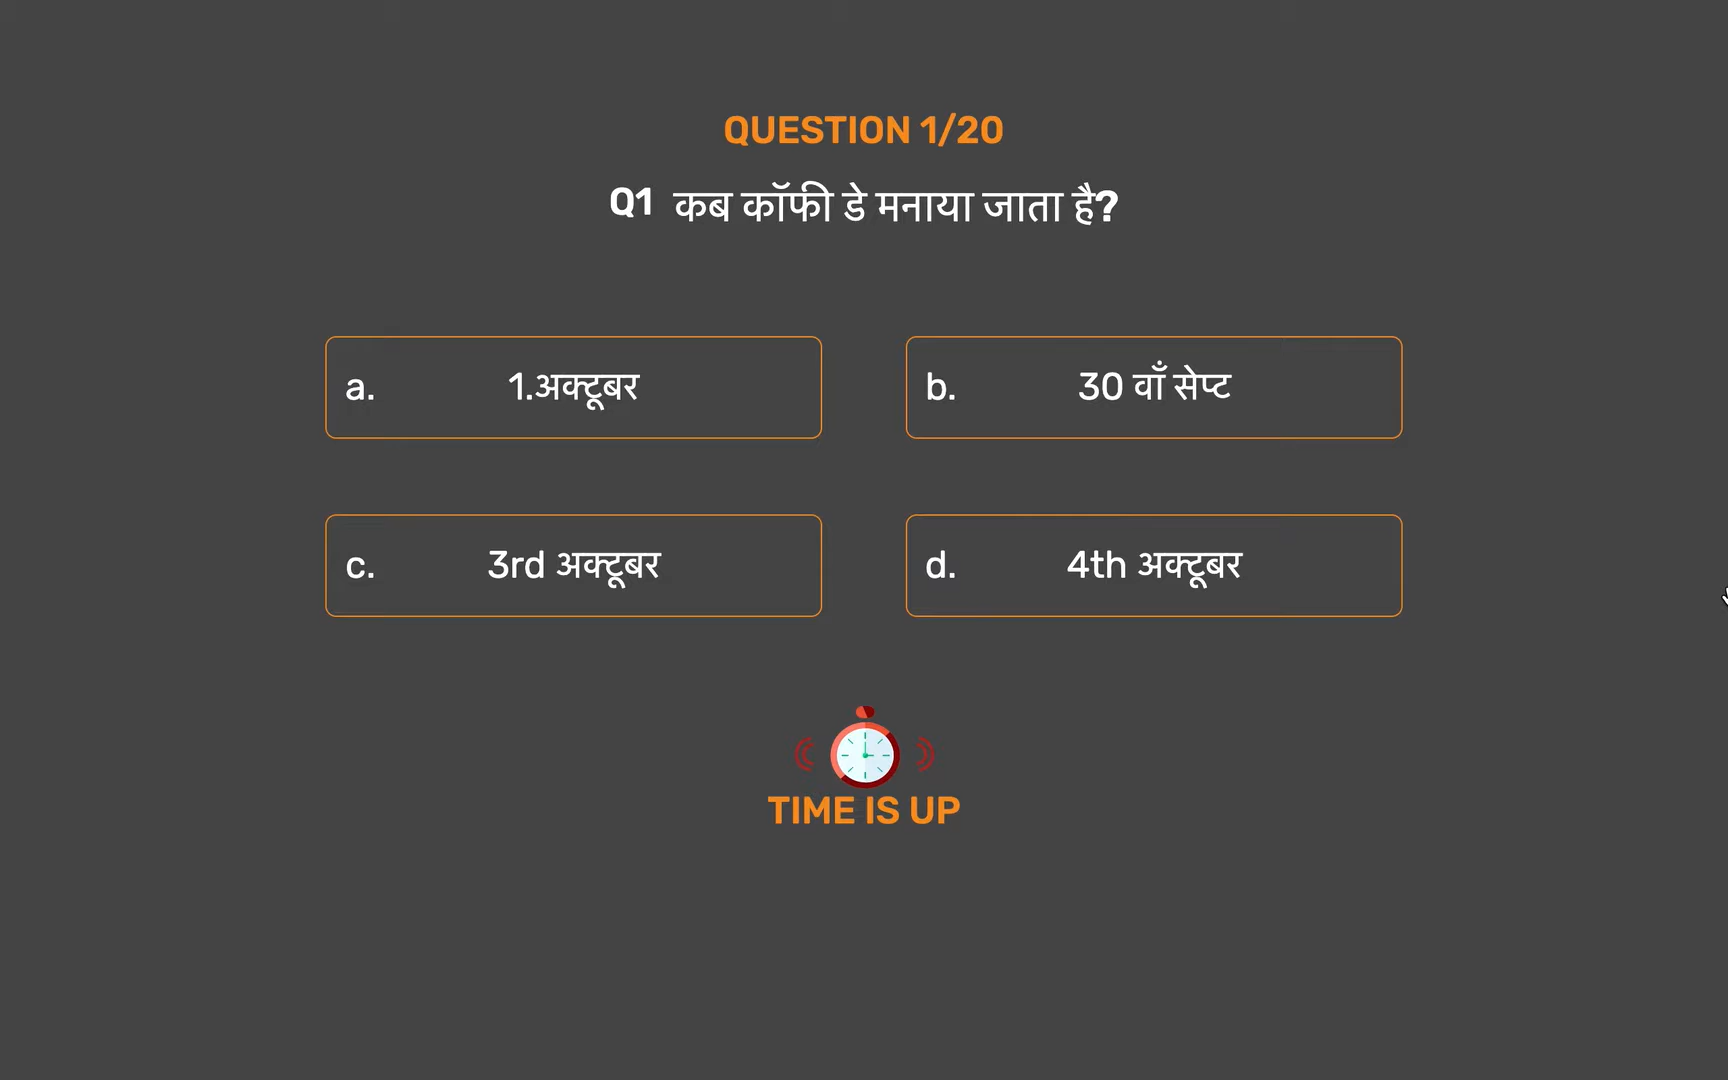 QUESTION 1/20
Q1 कब कॉफी डे मनाया जाता है?
a. 1.अक्टूबर
b. 30 वाँ सेप्ट
c. 3rd अक्टूबर
d. 4th अक्टूबर
TIME IS UP